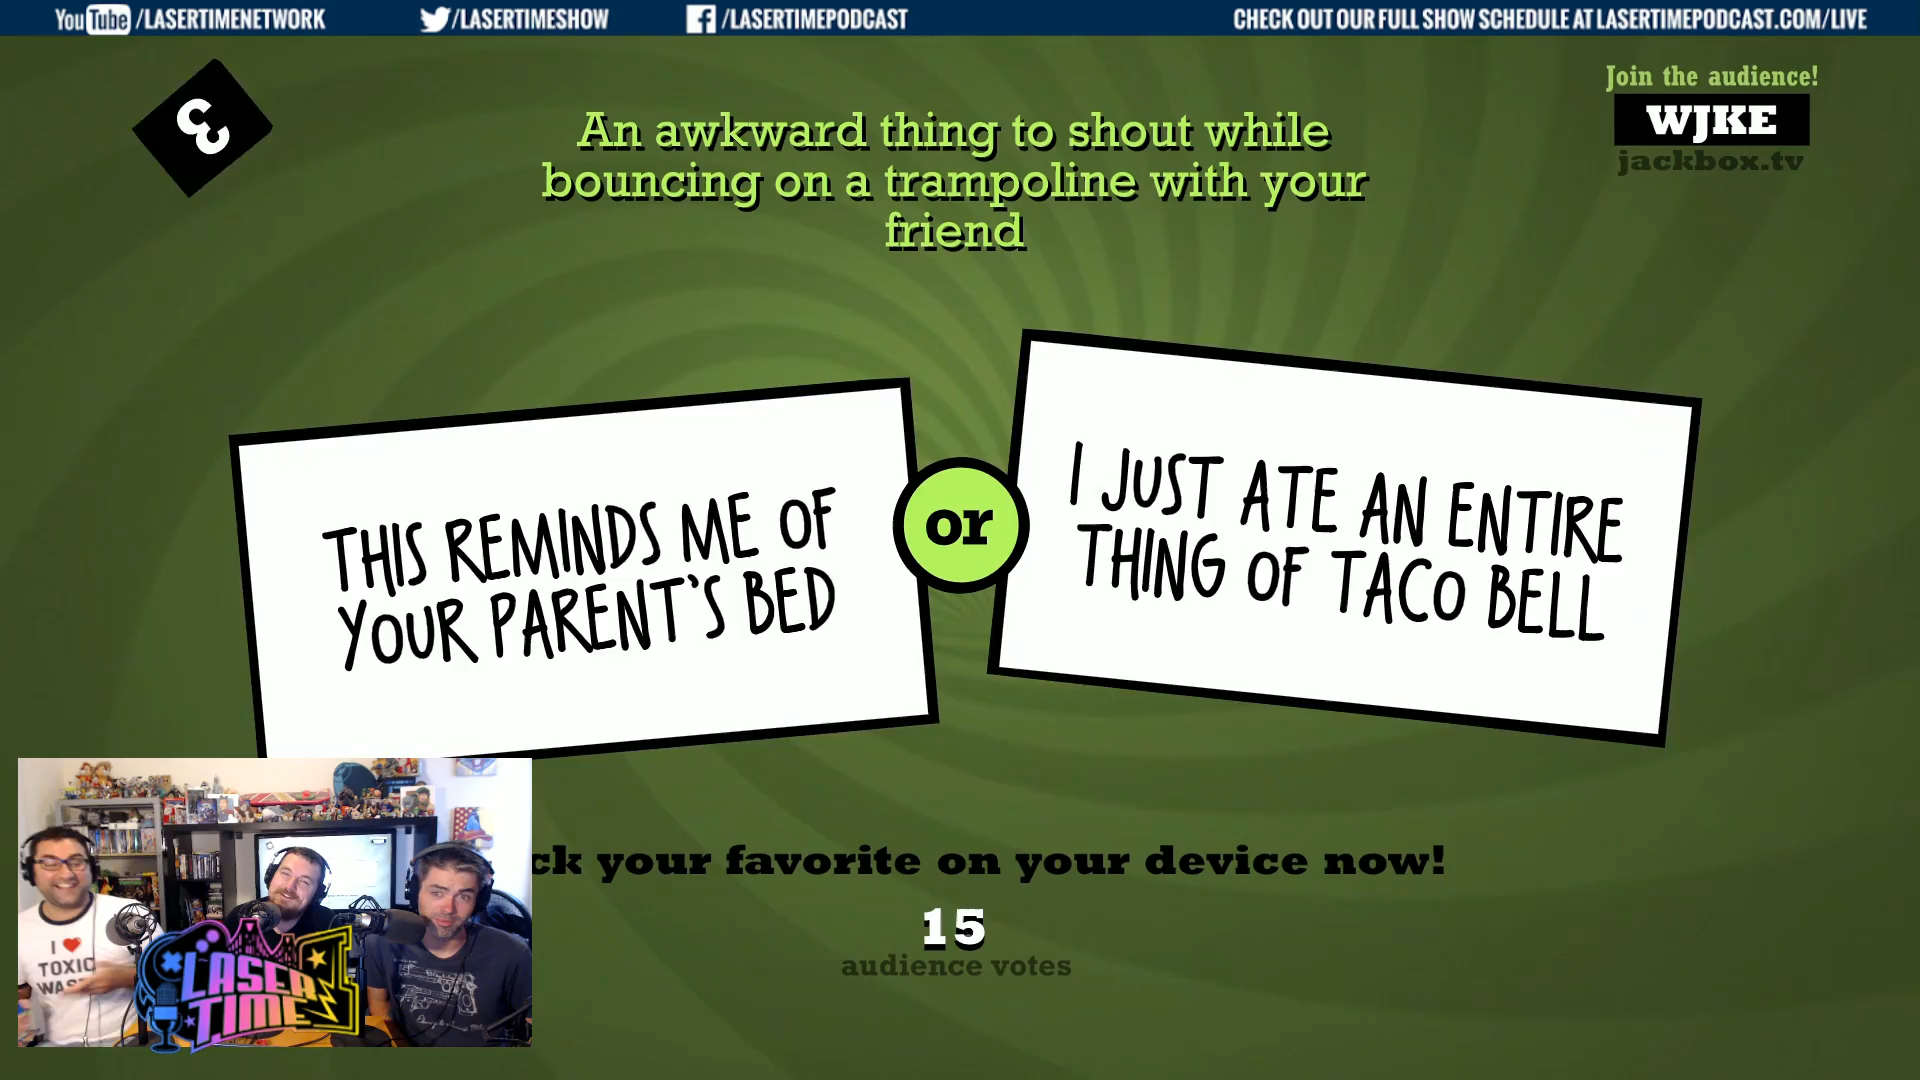 YouTube /LASERTIMENETWORK /LASERTIMESHOW /LASERTIMEPODCAST CHECK OUT OUR FULL SHOW SCHEDULE AT LASERTIMEPODCAST.COM/LIVE
3
Join the audience!
WJKE
jackbox.tv
An awkward thing to shout while
bouncing on a trampoline with your
friend
THIS REMINDS ME OF
YOUR PARENT'S BED
or
I JUST ATE AN ENTIRE
THING OF TACO BELL
ck your favorite on your device now!
15
audience votes
I ♥
TOXIC
LASER
TIME